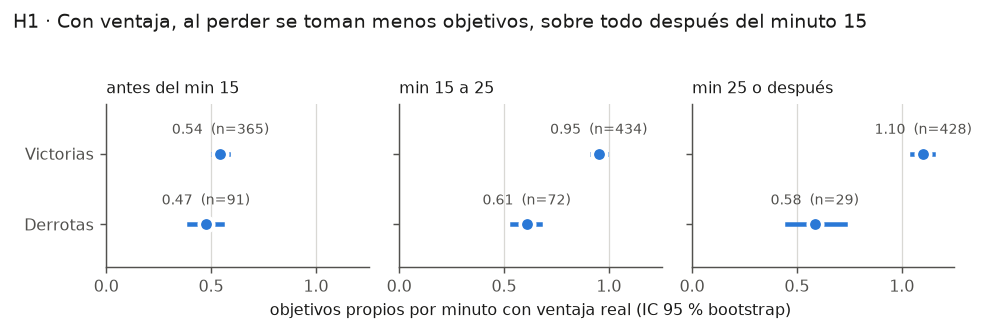 H1 · Con ventaja, al perder se toman menos objetivos, sobre todo después del minuto 15
antes del min 15
min 15 a 25
min 25 o después
Victorias
Derrotas
0.54 (n=365)
0.47 (n=91)
0.95 (n=434)
0.61 (n=72)
1.10 (n=428)
0.58 (n=29)
0.0 0.5 1.0
0.0 0.5 1.0
0.0 0.5 1.0
objetivos propios por minuto con ventaja real (IC 95 % bootstrap)